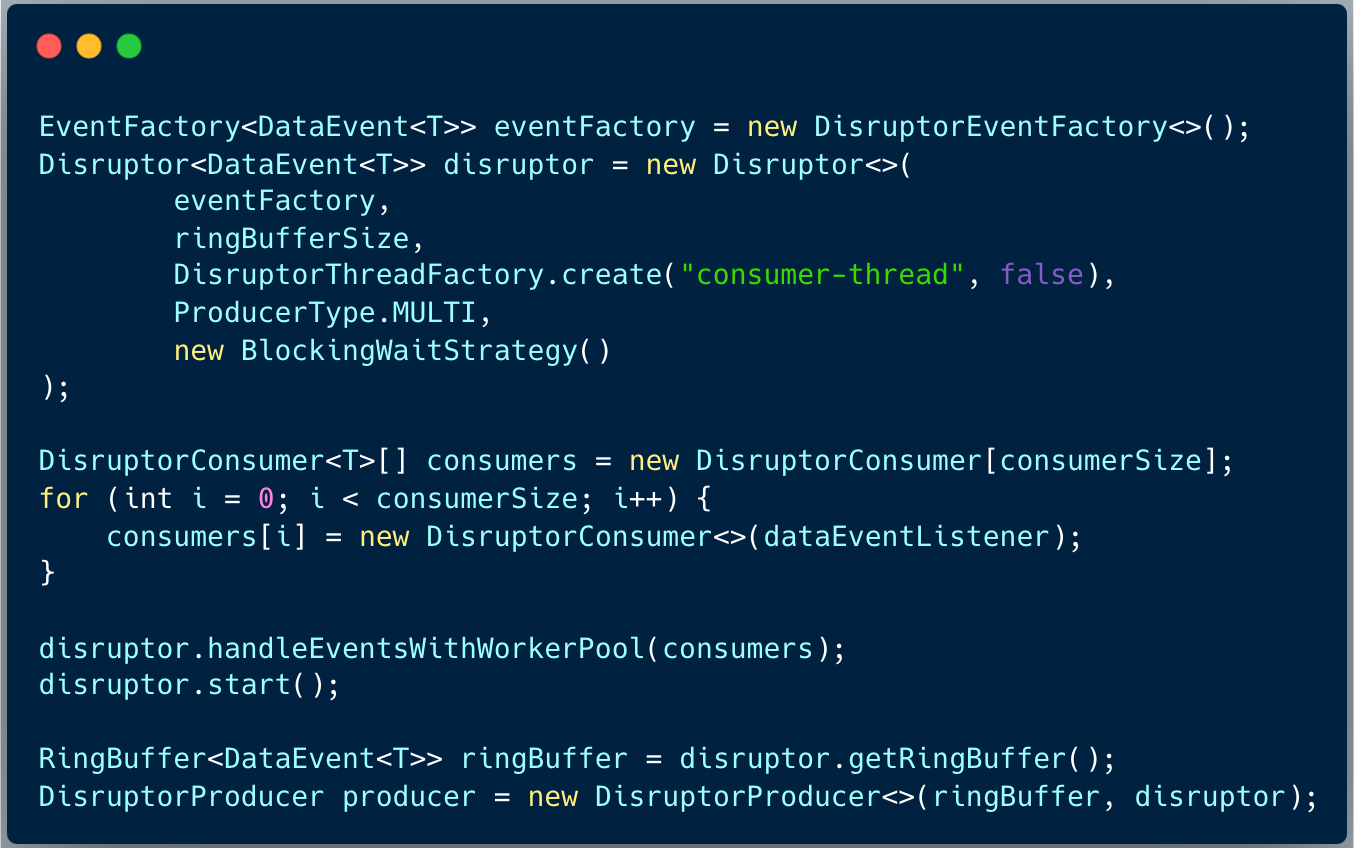 EventFactory<DataEvent<T>> eventFactory = new DisruptorEventFactory<>();
Disruptor<DataEvent<T>> disruptor = new Disruptor<>(
        eventFactory,
        ringBufferSize,
        DisruptorThreadFactory.create("consumer-thread", false),
        ProducerType.MULTI,
        new BlockingWaitStrategy()
);

DisruptorConsumer<T>[] consumers = new DisruptorConsumer[consumerSize];
for (int i = 0; i < consumerSize; i++) {
    consumers[i] = new DisruptorConsumer<>(dataEventListener);
}

disruptor.handleEventsWithWorkerPool(consumers);
disruptor.start();

RingBuffer<DataEvent<T>> ringBuffer = disruptor.getRingBuffer();
DisruptorProducer producer = new DisruptorProducer<>(ringBuffer, disruptor);